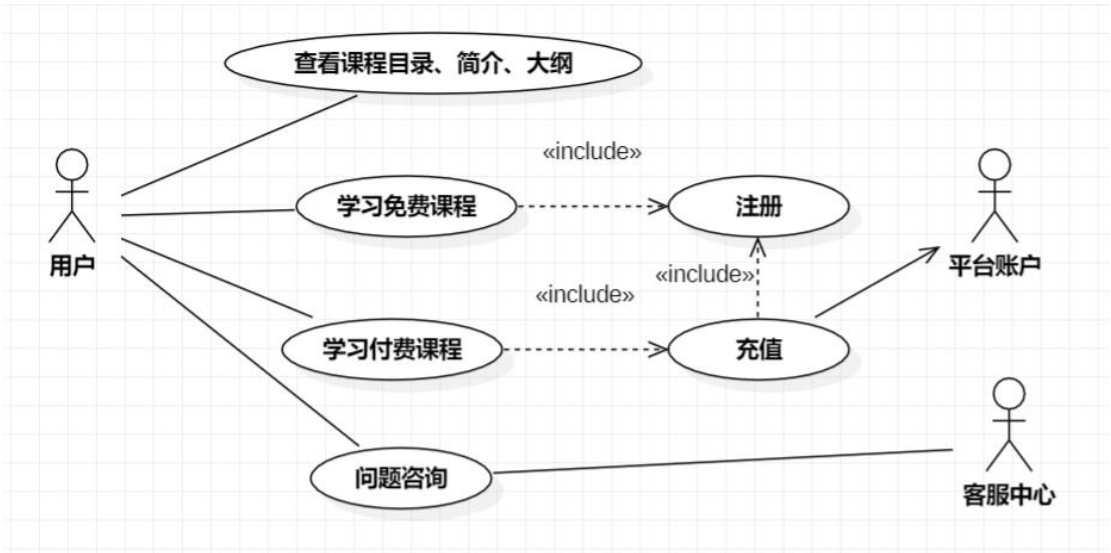 查看课程目录、简介、大纲
«include»
学习免费课程
注册
用户
平台账户
«include»
«include»
学习付费课程
充值
问题咨询
客服中心